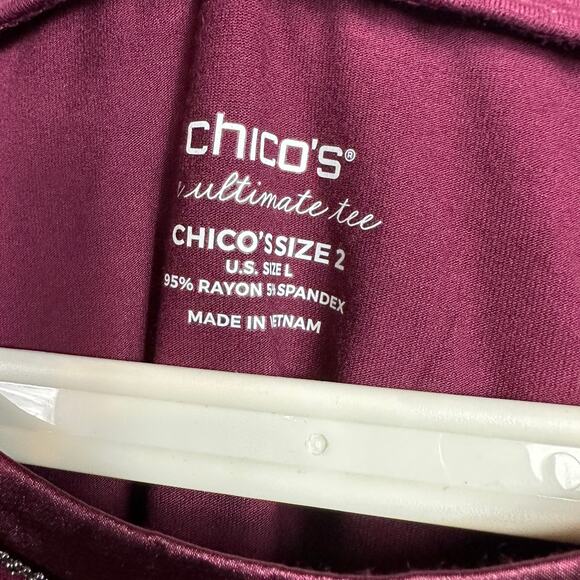 chico's®
ultimate tee
CHICO'S SIZE 2
U.S. SIZE L
95% RAYON 5% SPANDEX
MADE IN VIETNAM